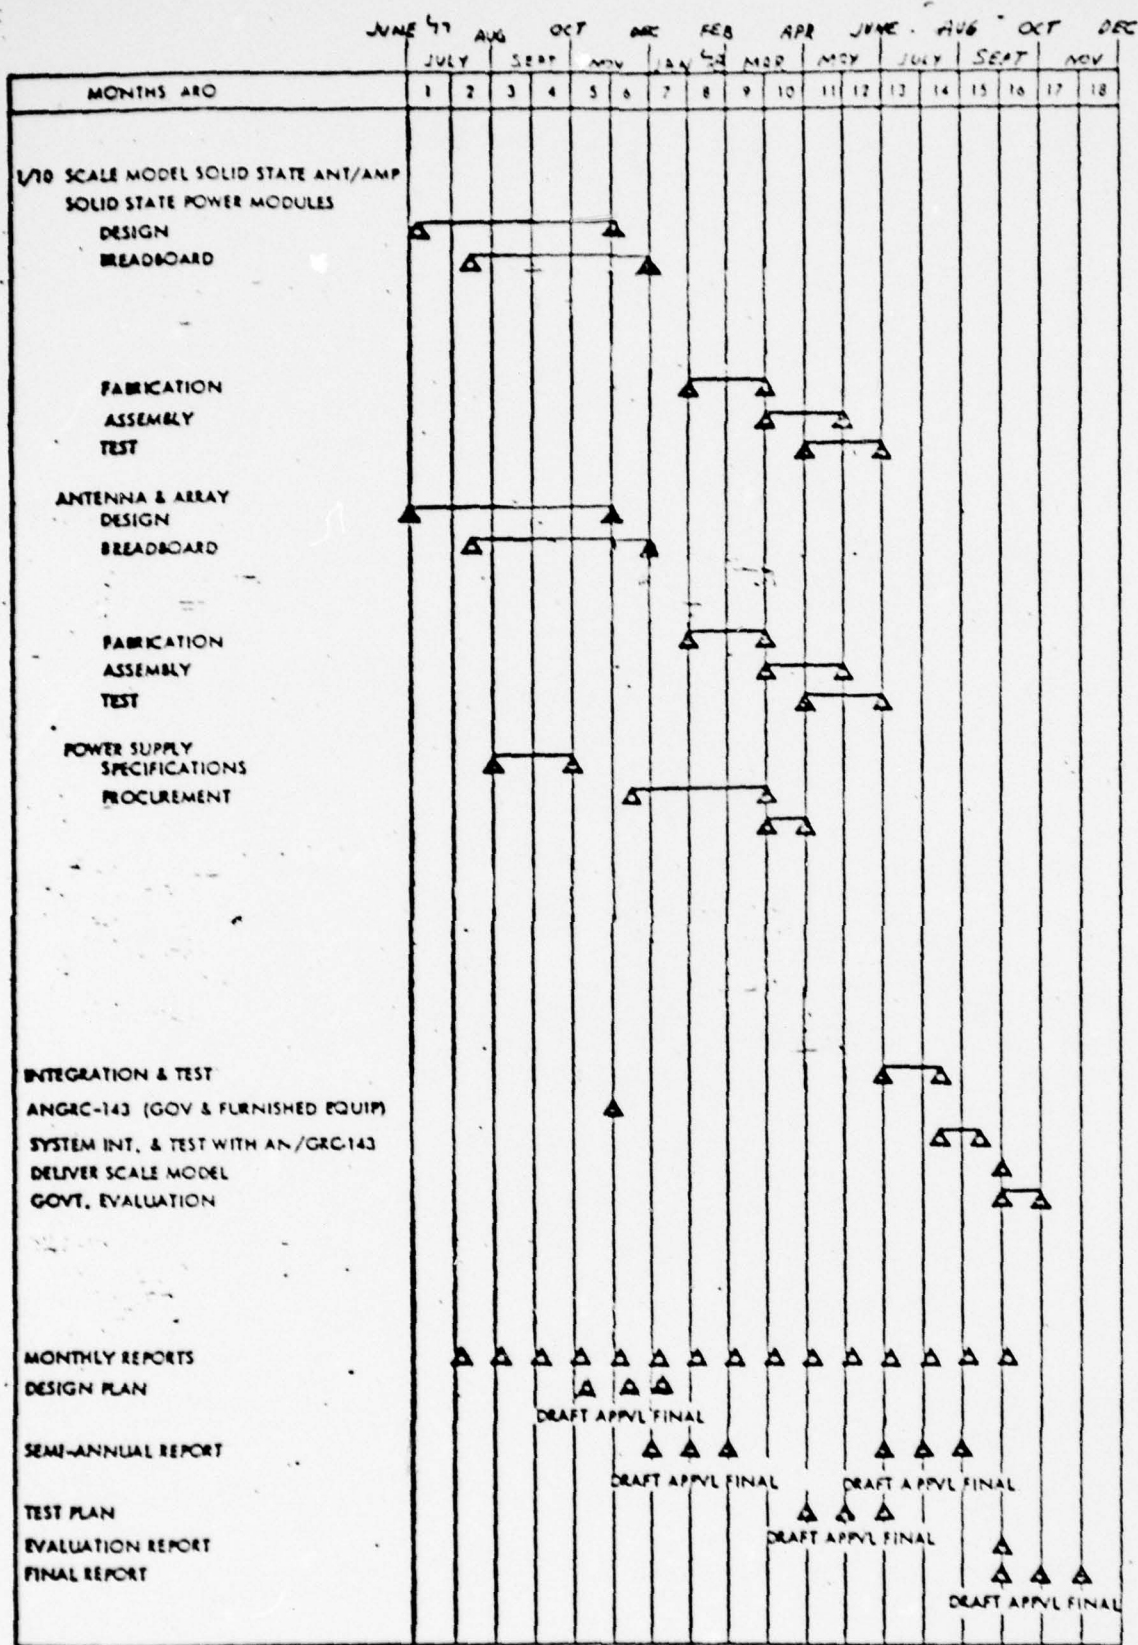 JUNE '77 AUG OCT DEC FEB APR JUNE AUG OCT DEC
JULY SEPT NOV JAN '78 MAR MAY JULY SEPT NOV
MONTHS ARO 1 2 3 4 5 6 7 8 9 10 11 12 13 14 15 16 17 18
1/10 SCALE MODEL SOLID STATE ANT/AMP
SOLID STATE POWER MODULES
DESIGN
BREADBOARD
FABRICATION
ASSEMBLY
TEST
ANTENNA & ARRAY
DESIGN
BREADBOARD
FABRICATION
ASSEMBLY
TEST
POWER SUPPLY
SPECIFICATIONS
PROCUREMENT
INTEGRATION & TEST
ANGRC-143 (GOV & FURNISHED EQUIP)
SYSTEM INT. & TEST WITH AN/GRC-143
DELIVER SCALE MODEL
GOVT. EVALUATION
MONTHLY REPORTS
DESIGN PLAN
DRAFT APPVL FINAL
SEMI-ANNUAL REPORT
DRAFT APPVL FINAL DRAFT APPVL FINAL
TEST PLAN
DRAFT APPVL FINAL
EVALUATION REPORT
FINAL REPORT
DRAFT APPVL FINAL